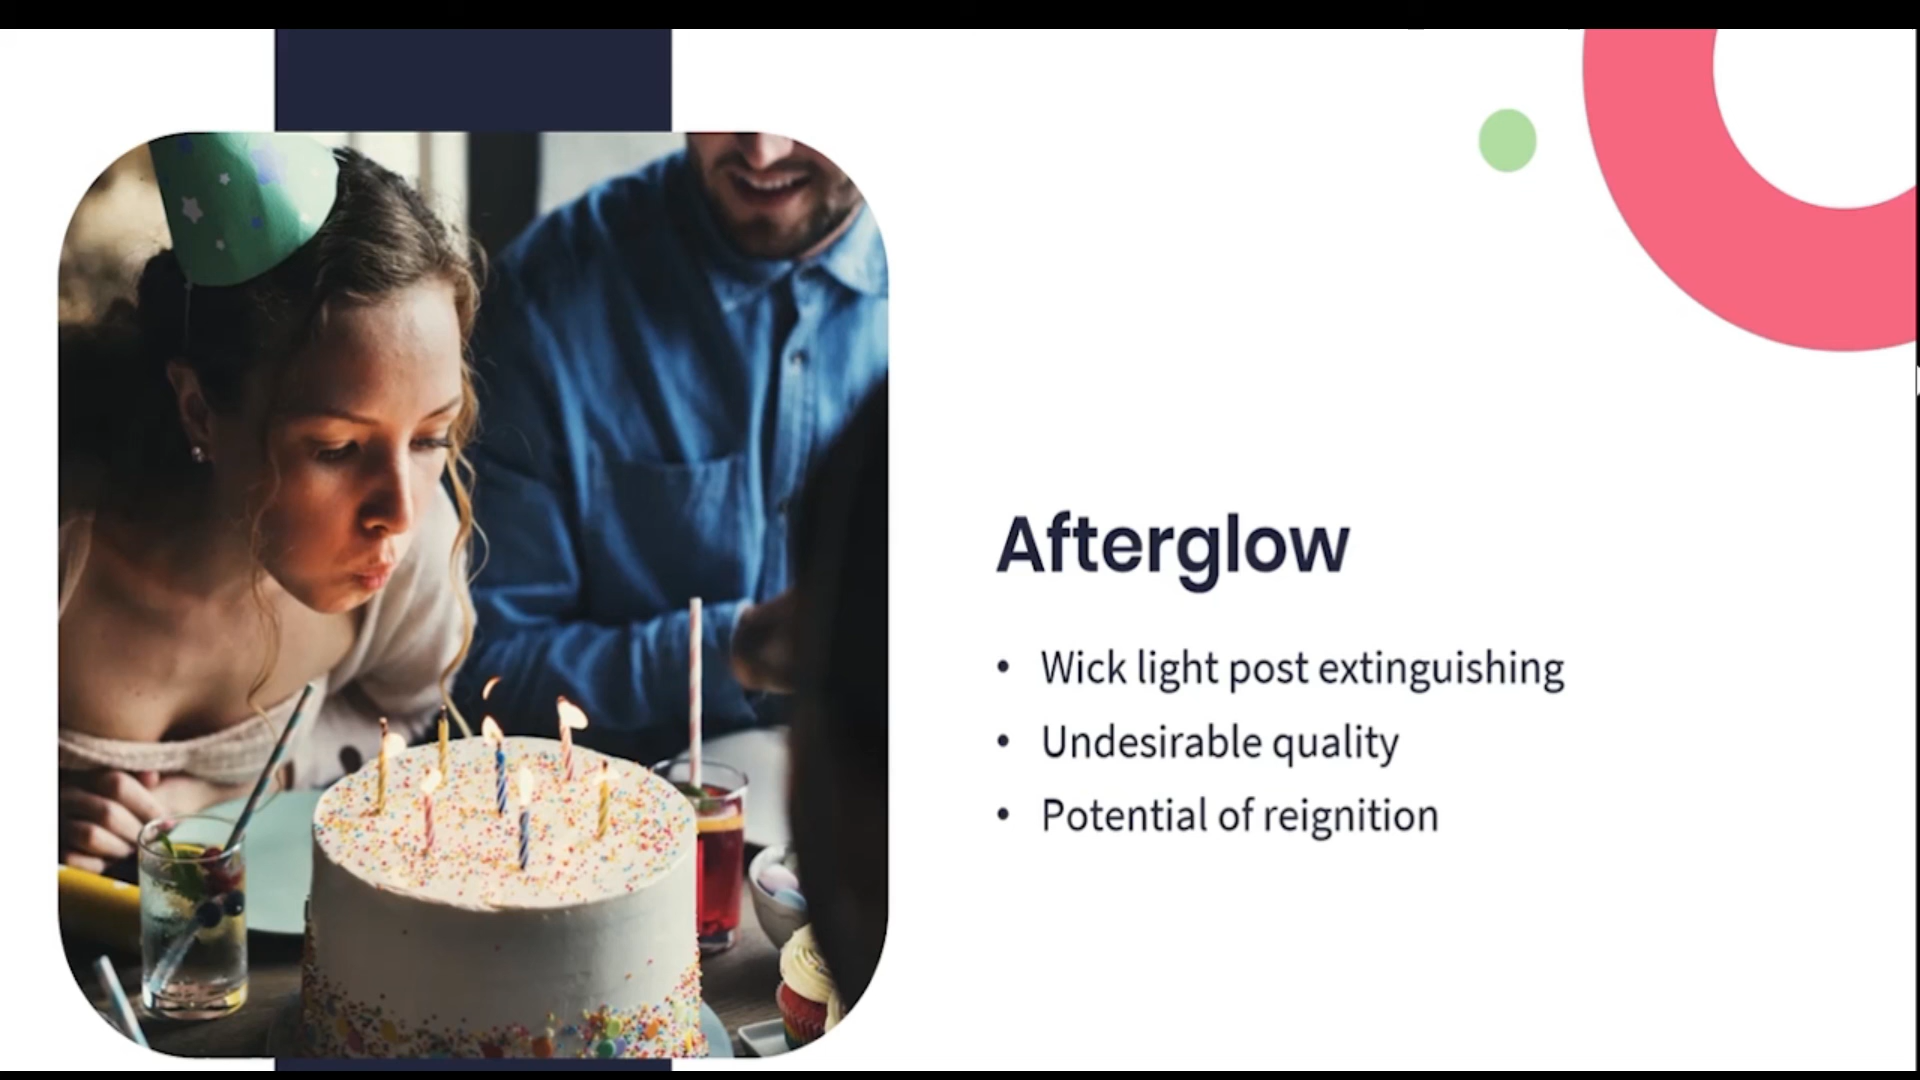 Afterglow
• Wick light post extinguishing
• Undesirable quality
• Potential of reignition